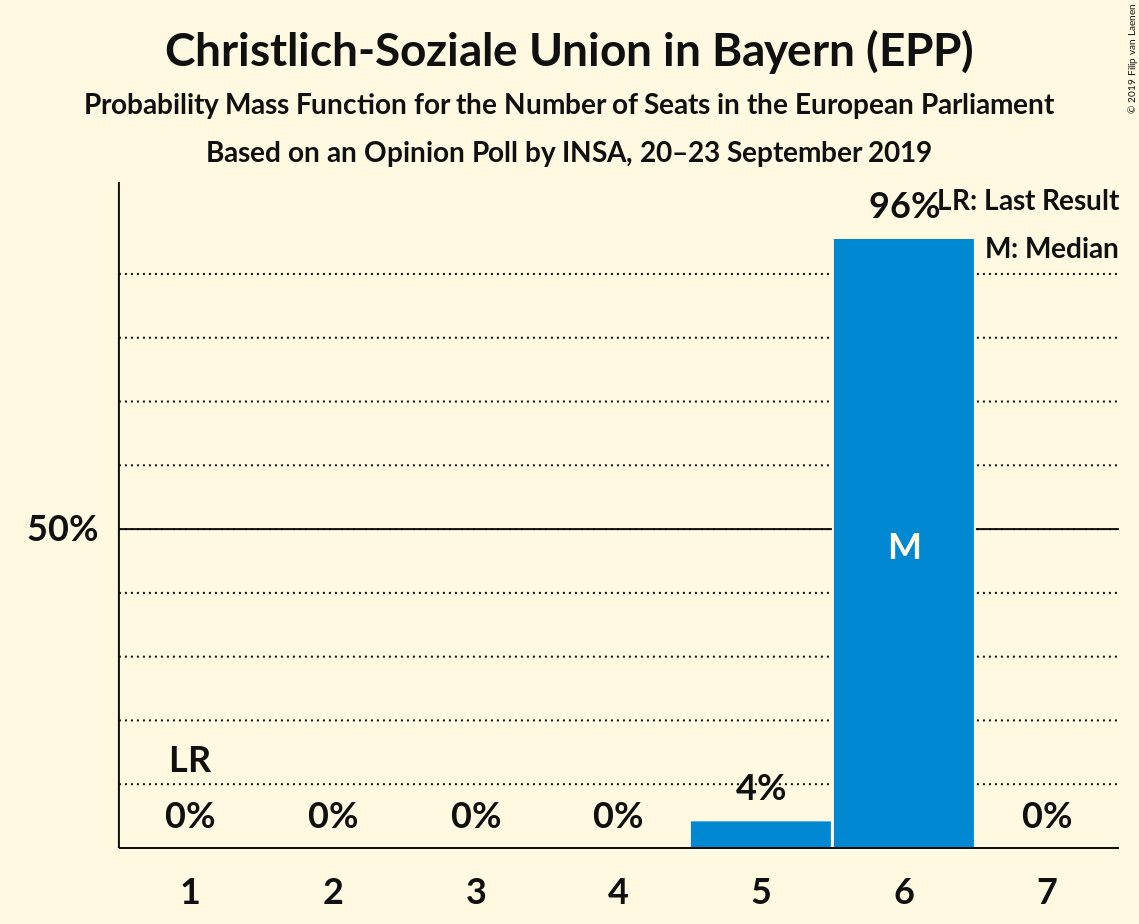 Christlich-Soziale Union in Bayern (EPP)
Probability Mass Function for the Number of Seats in the European Parliament
Based on an Opinion Poll by INSA, 20–23 September 2019
© 2019 Filip van Laenen
96%
LR: Last Result
M: Median
50%
M
LR
0%
0%
0%
0%
4%
0%
1
2
3
4
5
6
7